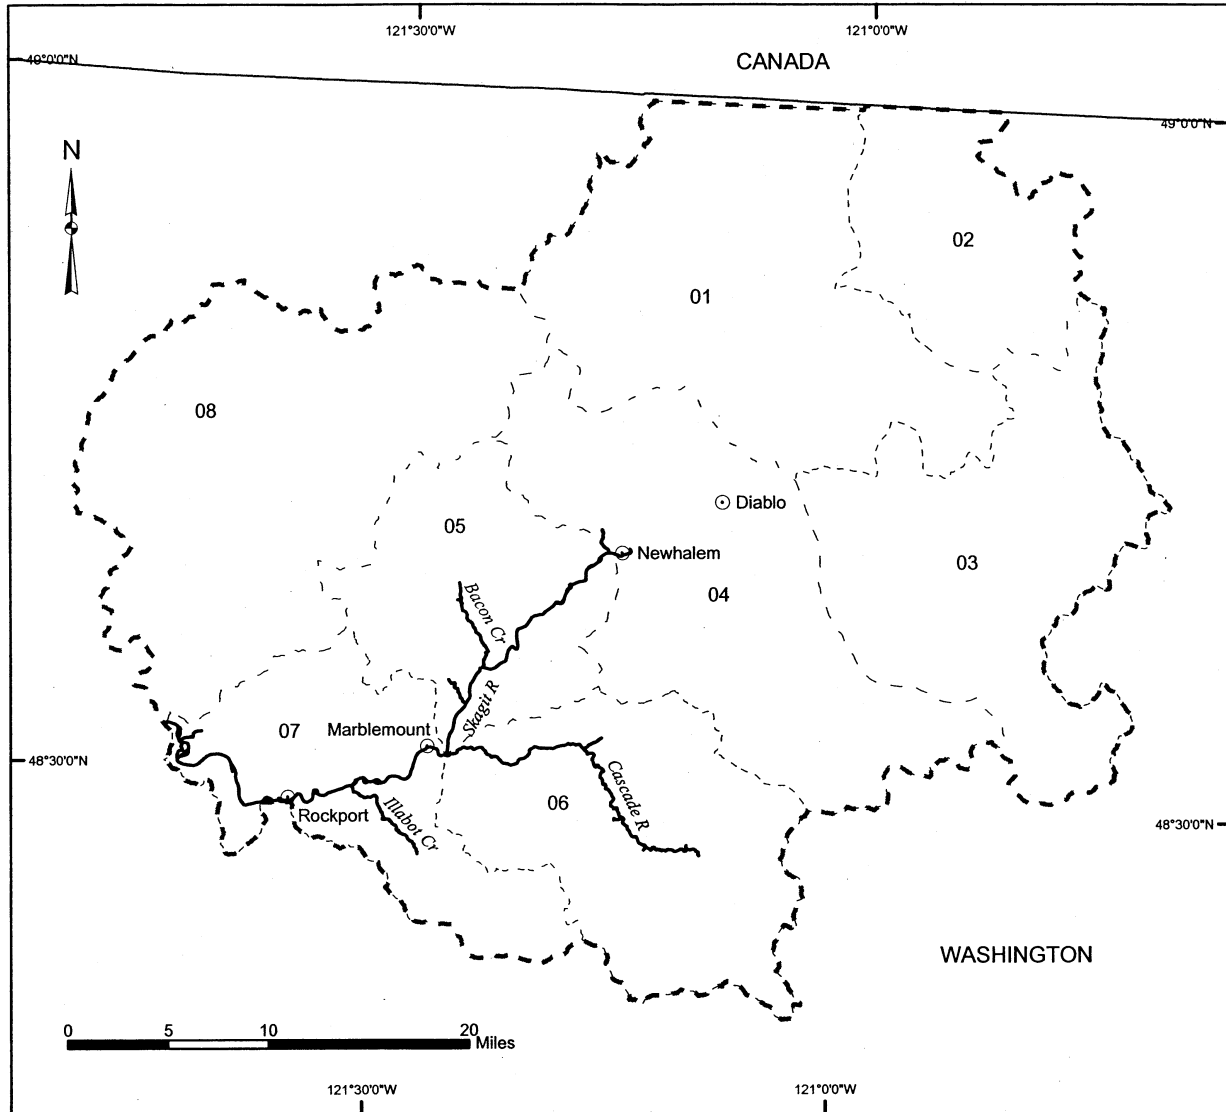 121°30'0"W
121°0'0"W
49°0'0"N
CANADA
49°0'0"N
N
02
01
08
Diablo
05
Newhalem
03
04
Bacon Cr
Skagit R
07
Marblemount
48°30'0"N
Cascade R
06
Rockport
Illabot Cr
48°30'0"N
WASHINGTON
0 5 10 20
Miles
121°30'0"W
121°0'0"W